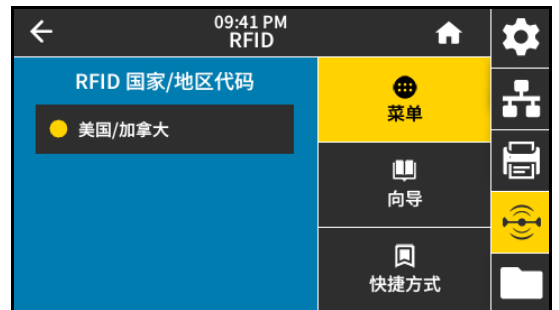 09:41 PM
RFID
RFID 国家/地区代码
美国/加拿大
菜单
向导
快捷方式